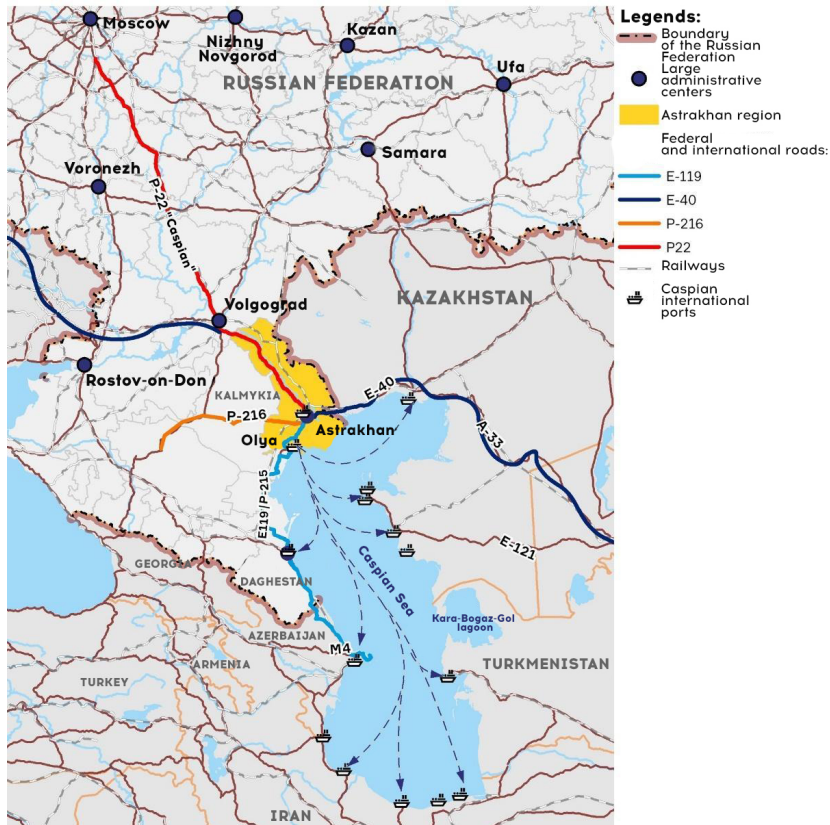 Moscow
Nizhny
Novgorod
Kazan
Ufa
RUSSIAN FEDERATION
Samara
Voronezh
P-22 "Caspian"
Volgograd
KAZAKHSTAN
Rostov-on-Don
KALMYKIA
P-216
E-40
Astrakhan
A-33
Olya
E119/P-215
E-121
GEORGIA
DAGHESTAN
Caspian Sea
Kara-Bogaz-Gol
lagoon
AZERBAIJAN
M4
ARMENIA
TURKMENISTAN
TURKEY
IRAN
Legends:
Boundary
of the Russian
Federation
Large
administrative
centers
Astrakhan region
Federal
and international roads:
E-119
E-40
P-216
P22
Railways
Caspian
international
ports